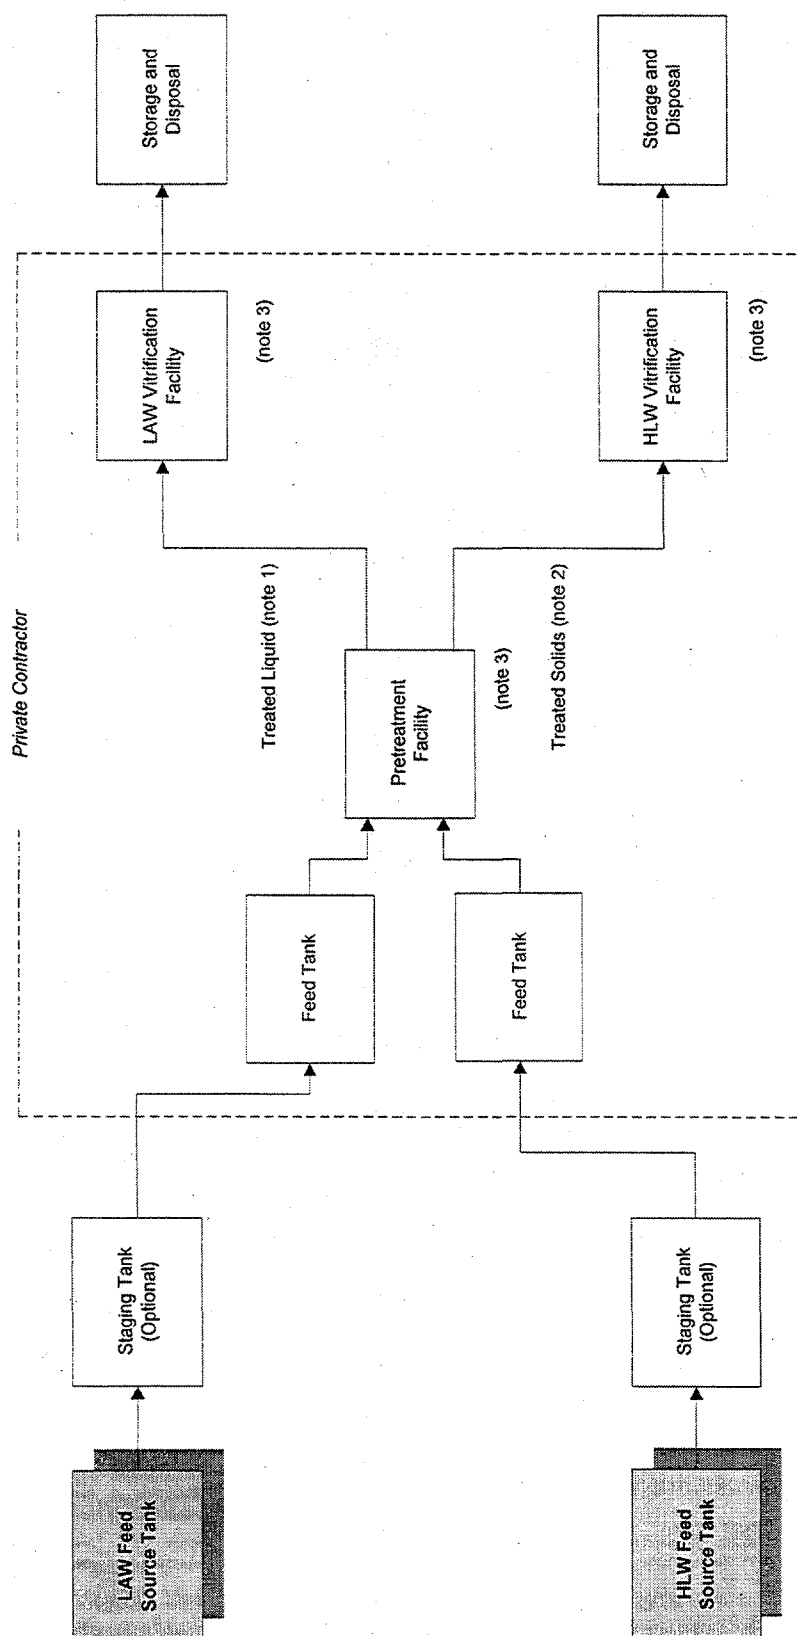 Private Contractor
LAW Feed
Source Tank
Staging Tank
(Optional)
Feed Tank
Treated Liquid (note 1)
LAW Vitrification
Facility
(note 3)
Storage and
Disposal
Pretreatment
Facility
(note 3)
HLW Feed
Source Tank
Staging Tank
(Optional)
Feed Tank
Treated Solids (note 2)
HLW Vitrification
Facility
(note 3)
Storage and
Disposal